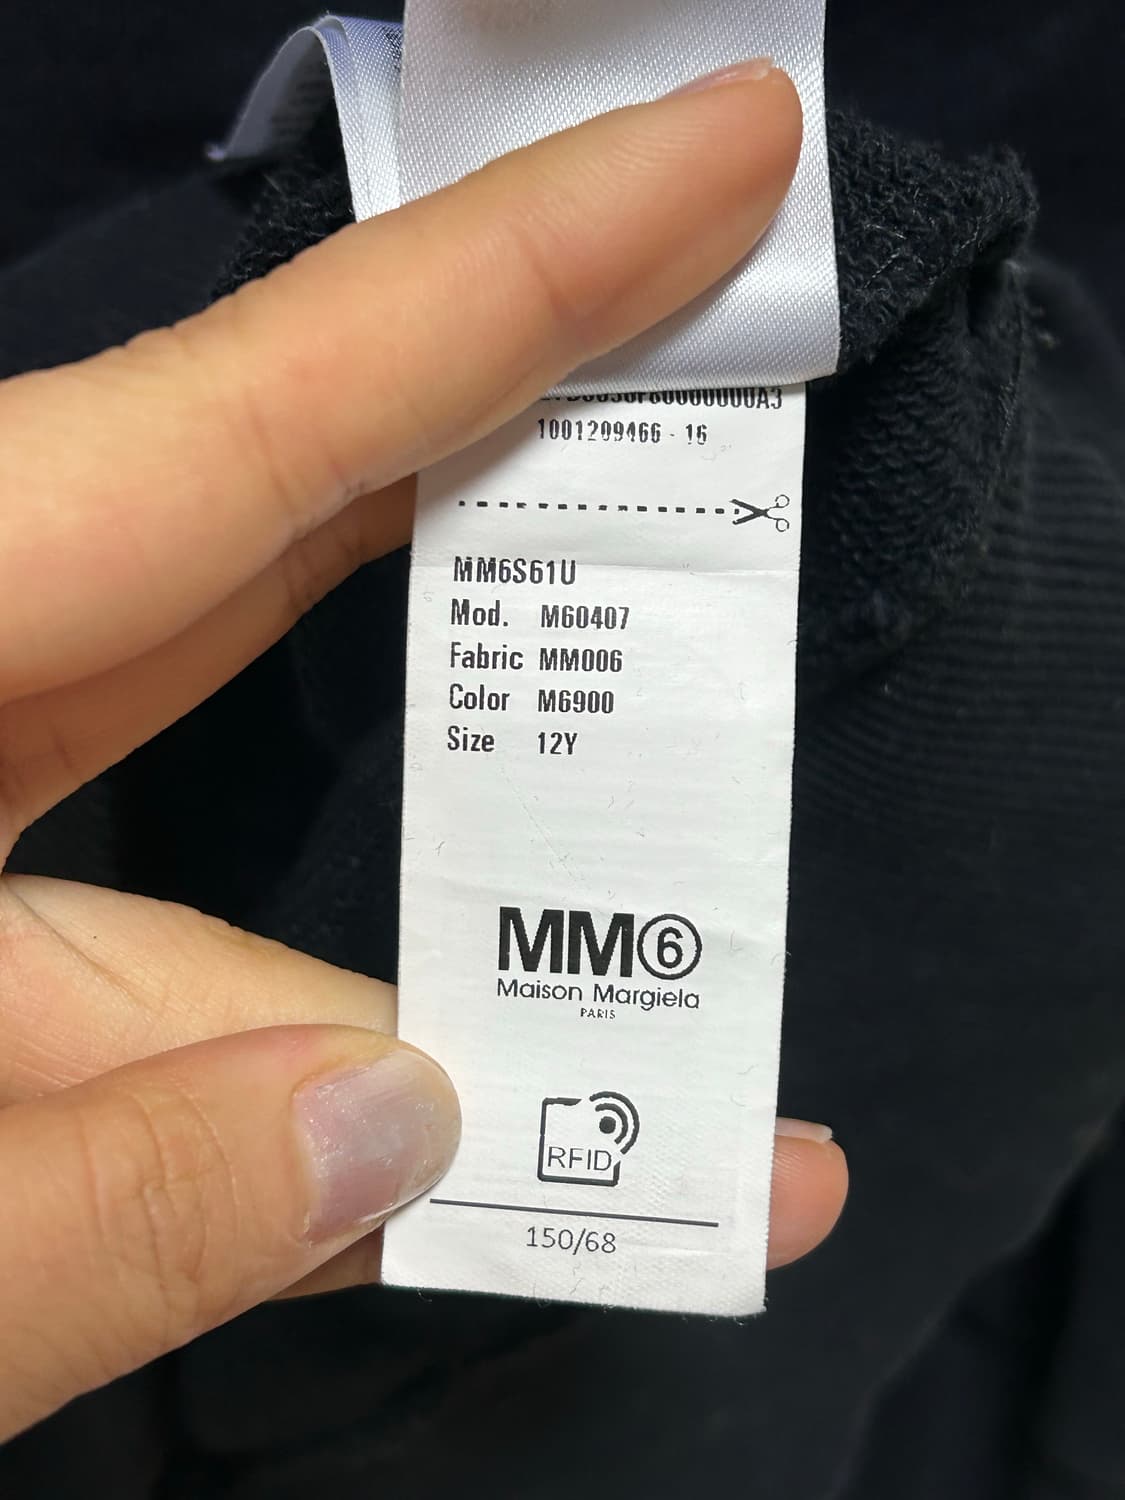 1001209466 - 16
MM6S61U
Mod. M60407
Fabric MM006
Color M6900
Size 12Y
MM6
Maison Margiela
PARIS
RFID
150/68